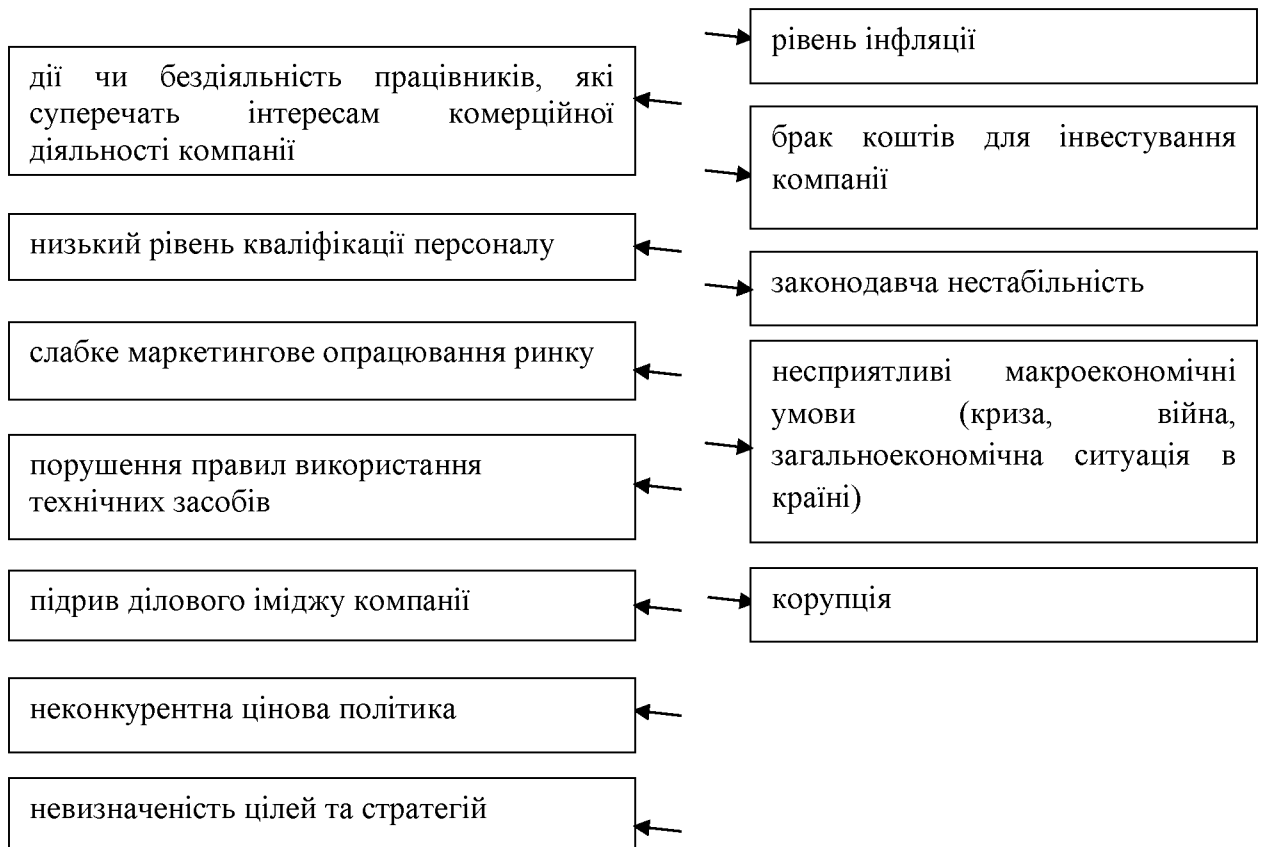 дії чи бездіяльність працівників, які
суперечать інтересам комерційної
діяльності компанії
низький рівень кваліфікації персоналу
слабке маркетингове опрацювання ринку
порушення правил використання
технічних засобів
підрив ділового іміджу компанії
неконкурентна цінова політика
невизначеність цілей та стратегій
рівень інфляції
брак коштів для інвестування
компанії
законодавча нестабільність
несприятливі макроекономічні
умови (криза, війна,
загальноекономічна ситуація в
країні)
корупція